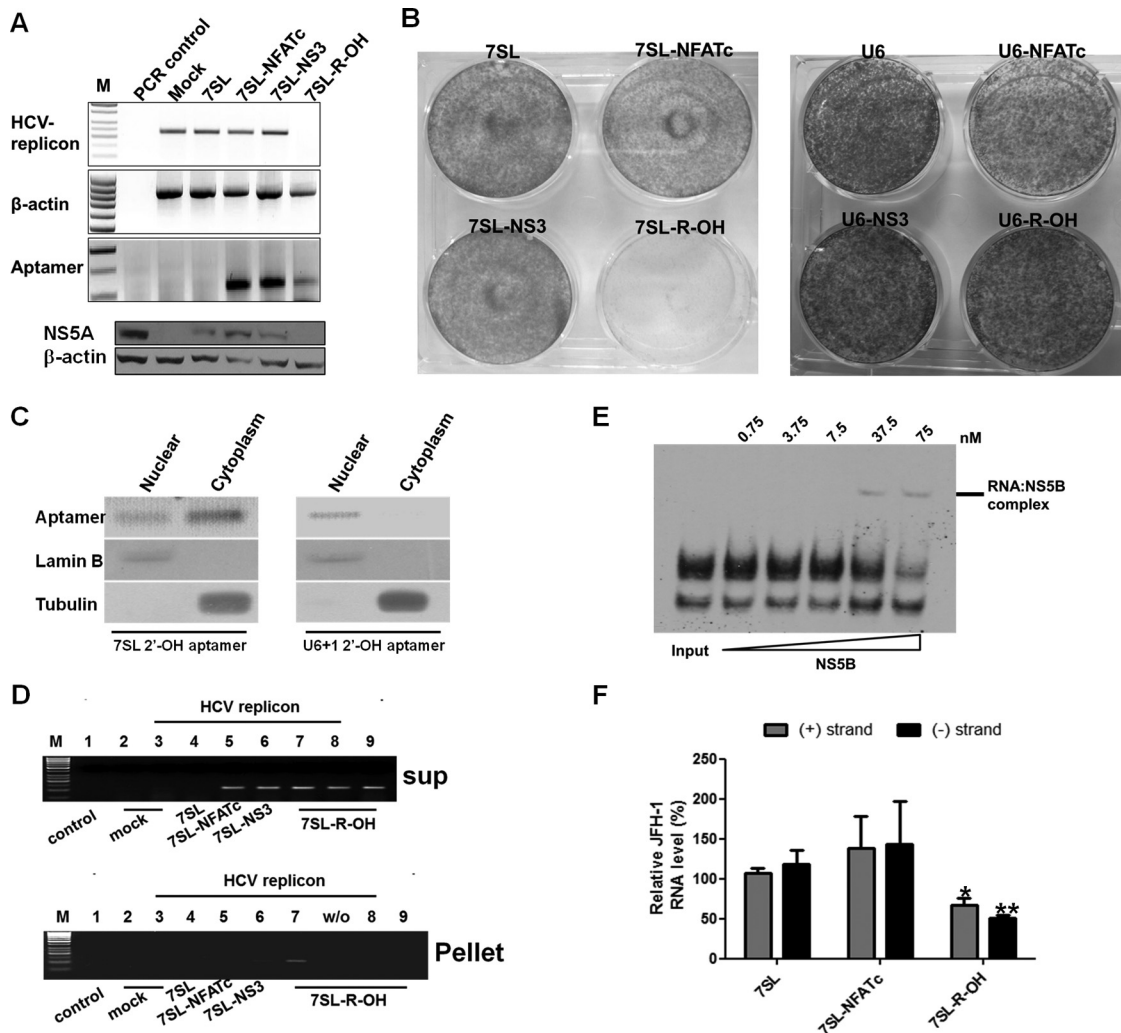 A
M
PCR control
Mock
7SL
7SL-NFATc
7SL-NS3
7SL-R-OH
HCV-
replicon
β-actin
Aptamer
NS5A
β-actin
B
7SL
7SL-NFATc
7SL-NS3
7SL-R-OH
U6
U6-NFATc
U6-NS3
U6-R-OH
C
Nuclear
Cytoplasm
Nuclear
Cytoplasm
Aptamer
Lamin B
Tubulin
7SL 2'-OH aptamer
U6+1 2'-OH aptamer
E
0.75
3.75
7.5
37.5
75
nM
RNA:NS5B
complex
Input
NS5B
D
HCV replicon
M 1 2 3 4 5 6 7 8 9
sup
control
mock
7SL
7SL-NFATc
7SL-NS3
7SL-R-OH
HCV replicon
M 1 2 3 4 5 6 7 w/o 8 9
Pellet
control
mock
7SL
7SL-NFATc
7SL-NS3
7SL-R-OH
F
(+) strand
(-) strand
Relative JFH-1
RNA level (%)
250
200
150
100
50
0
*
**
7SL
7SL-NFATc
7SL-R-OH